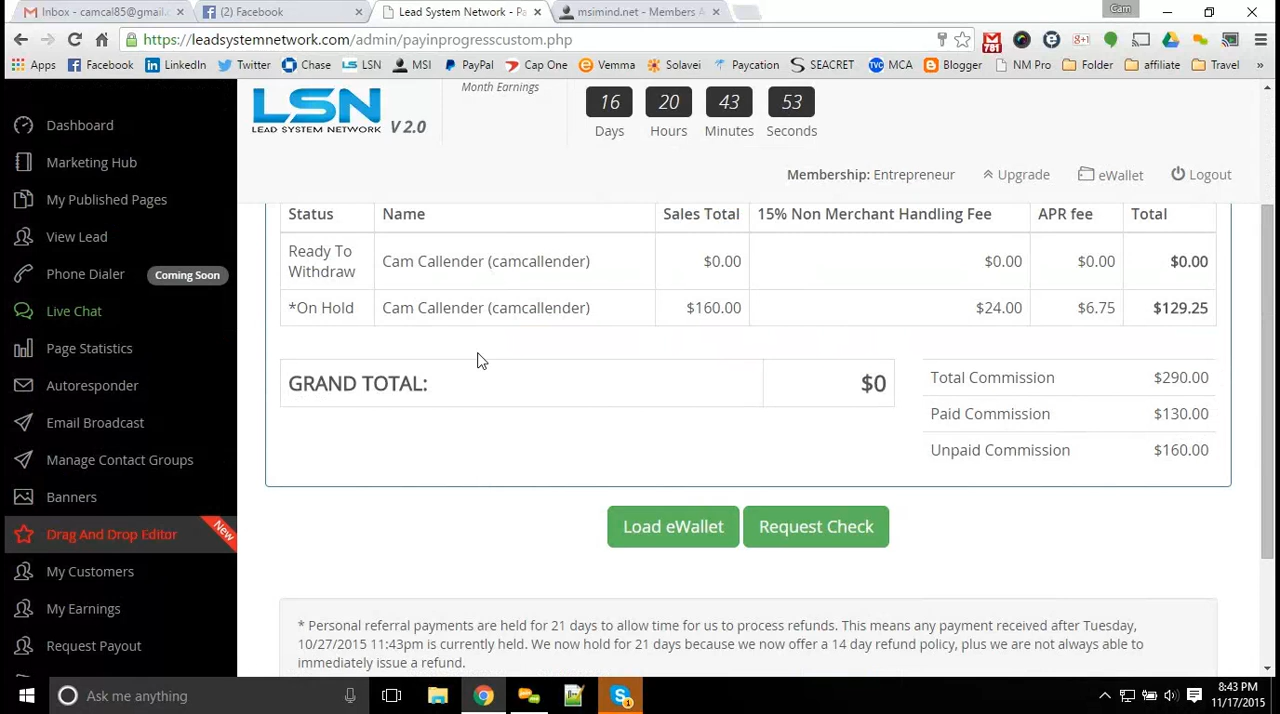 Inbox - camcal85@gmail.
(2) Facebook
Lead System Network - Pa
msimind.net - Members A
Cam
https://leadsystemnetwork.com/admin/payinprogresscustom.php
781
Apps Facebook LinkedIn Twitter Chase LSN MSI PayPal Cap One Vemma Solavei Paycation SEACRET MCA Blogger NM Pro Folder affiliate Travel »
Dashboard
Marketing Hub
My Published Pages
View Lead
Phone Dialer Coming Soon
Live Chat
Page Statistics
Autoresponder
Email Broadcast
Manage Contact Groups
Banners
Drag And Drop Editor New
My Customers
My Earnings
Request Payout
LSN
LEAD SYSTEM NETWORK
V 2.0
Month Earnings
16 20 43 53
Days Hours Minutes Seconds
Membership: Entrepreneur Upgrade eWallet Logout
Status Name Sales Total 15% Non Merchant Handling Fee APR fee Total
Ready To
Withdraw
Cam Callender (camcallender) $0.00 $0.00 $0.00 $0.00
*On Hold Cam Callender (camcallender) $160.00 $24.00 $6.75 $129.25
GRAND TOTAL: $0
Total Commission $290.00
Paid Commission $130.00
Unpaid Commission $160.00
Load eWallet Request Check
* Personal referral payments are held for 21 days to allow time for us to process refunds. This means any payment received after Tuesday,
10/27/2015 11:43pm is currently held. We now hold for 21 days because we now offer a 14 day refund policy, plus we are not always able to
immediately issue a refund.
Ask me anything
8:43 PM
11/17/2015